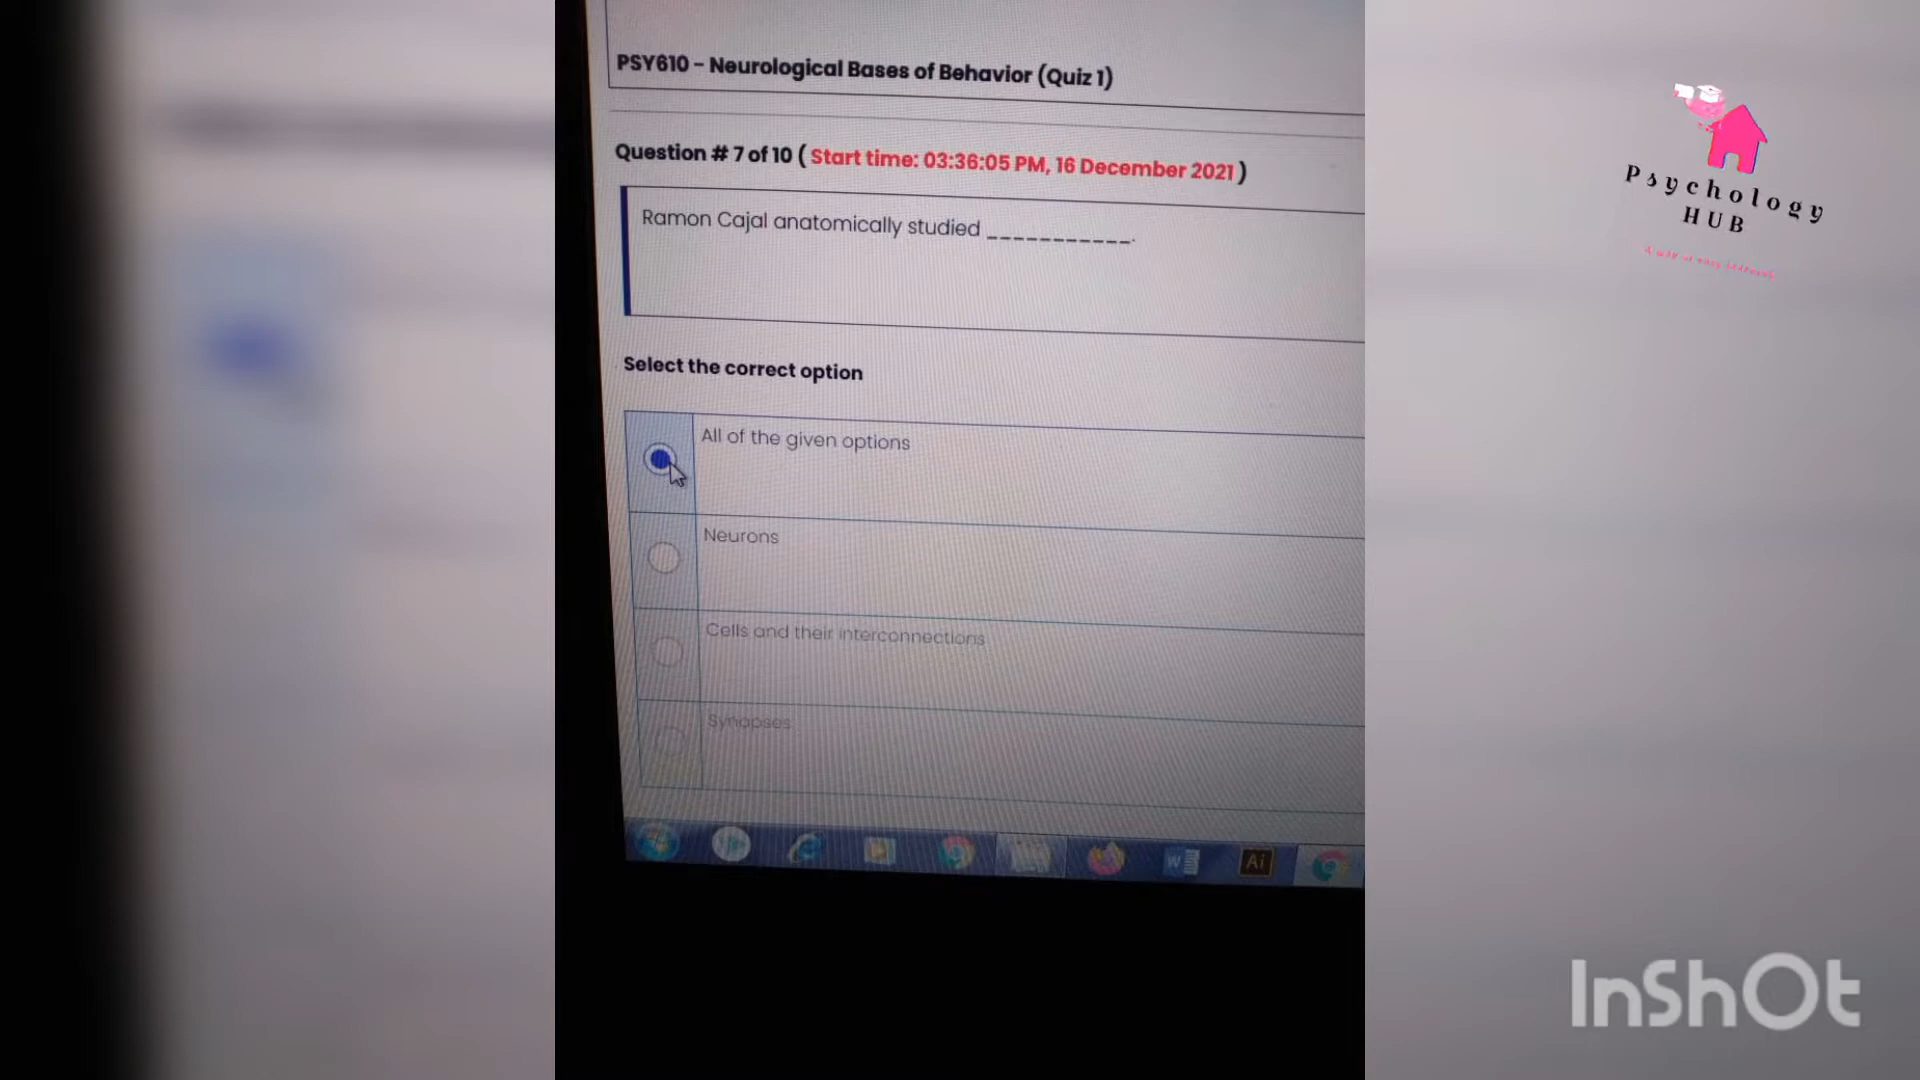 PSY610 - Neurological Bases of Behavior (Quiz 1)
Question # 7 of 10 ( Start time: 03:36:05 PM, 16 December 2021 )
Ramon Cajal anatomically studied ___________.
Select the correct option
All of the given options
Neurons
Cells and their interconnections
Synapses
Ai
Psychology
HUB
InShOt